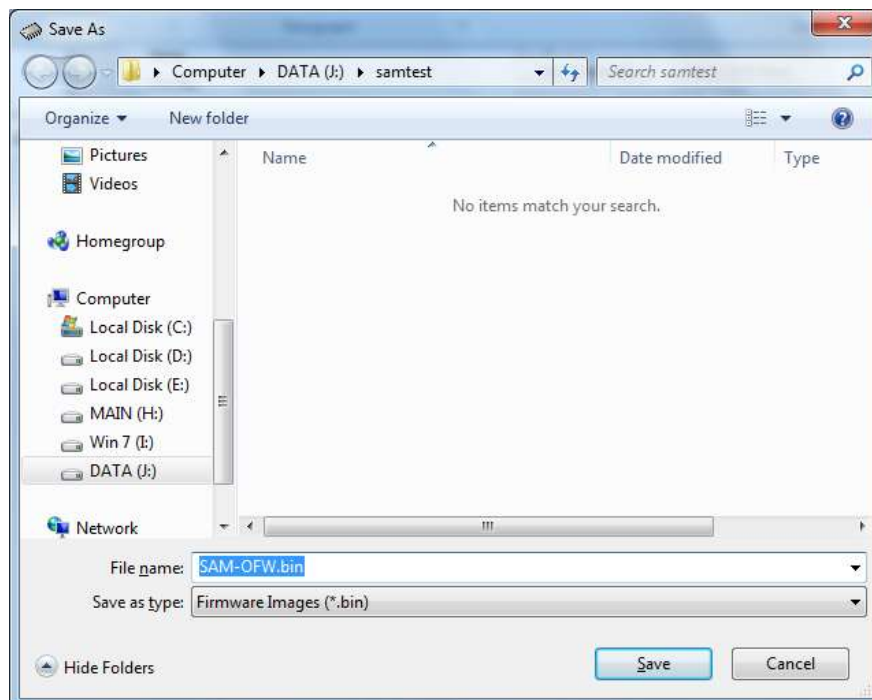 Save As
Computer ▸ DATA (J:) ▸ samtest
Search samtest
Organize
New folder
Name
Date modified
Type
No items match your search.
Pictures
Videos
Homegroup
Computer
Local Disk (C:)
Local Disk (D:)
Local Disk (E:)
MAIN (H:)
Win 7 (I:)
DATA (J:)
Network
File name: SAM-OFW.bin
Save as type: Firmware Images (*.bin)
Hide Folders
Save
Cancel